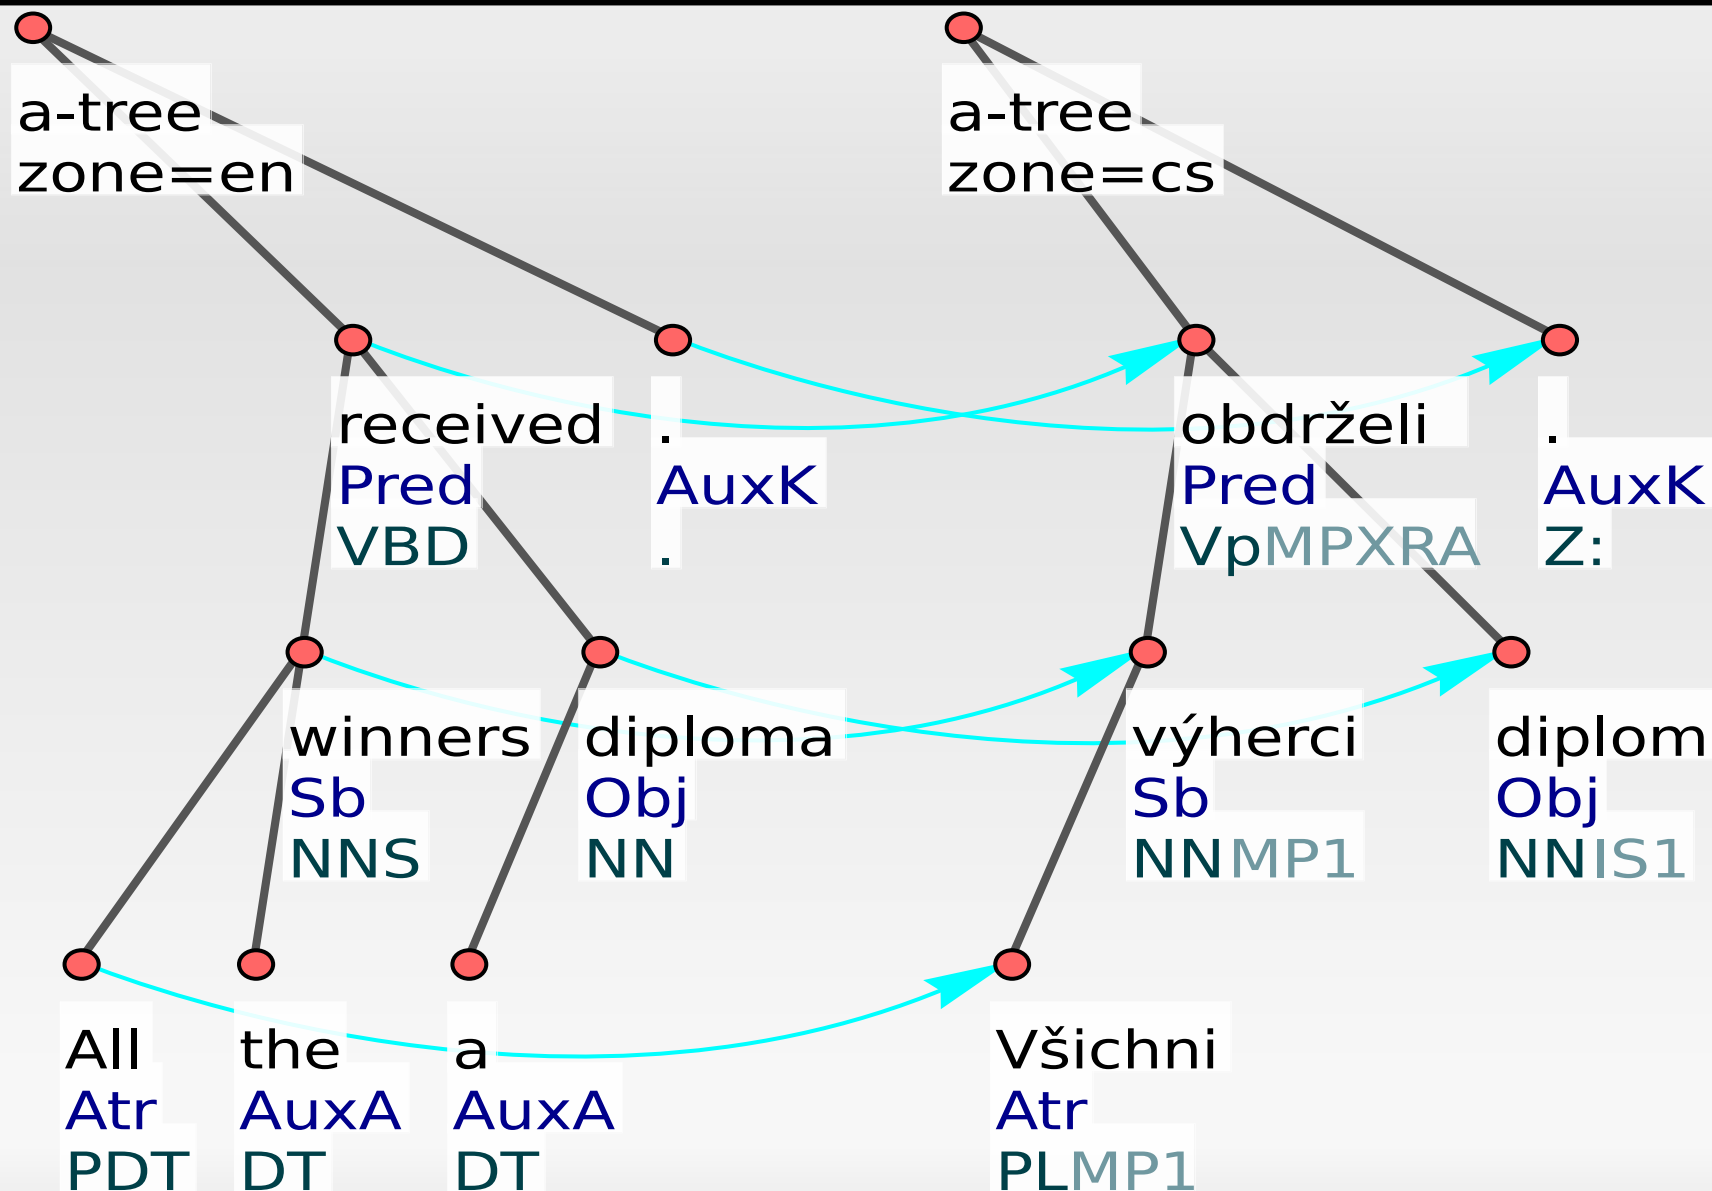 a-tree
zone=en
a-tree
zone=cs
received
Pred
VBD
.
AuxK
.
obdrželi
Pred
VpMPXRA
.
AuxK
Z:
winners
Sb
NNS
diploma
Obj
NN
výherci
Sb
NNMP1
diplom
Obj
NNIS1
All
Atr
PDT
the
AuxA
DT
a
AuxA
DT
Všichni
Atr
PLMP1